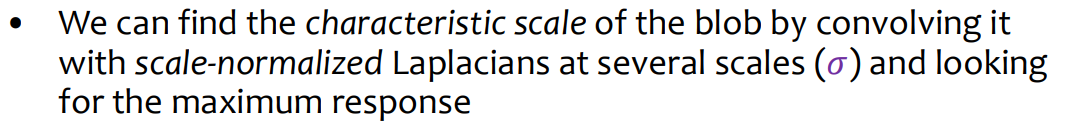 • We can find the characteristic scale of the blob by convolving it
with scale-normalized Laplacians at several scales (σ) and looking
for the maximum response